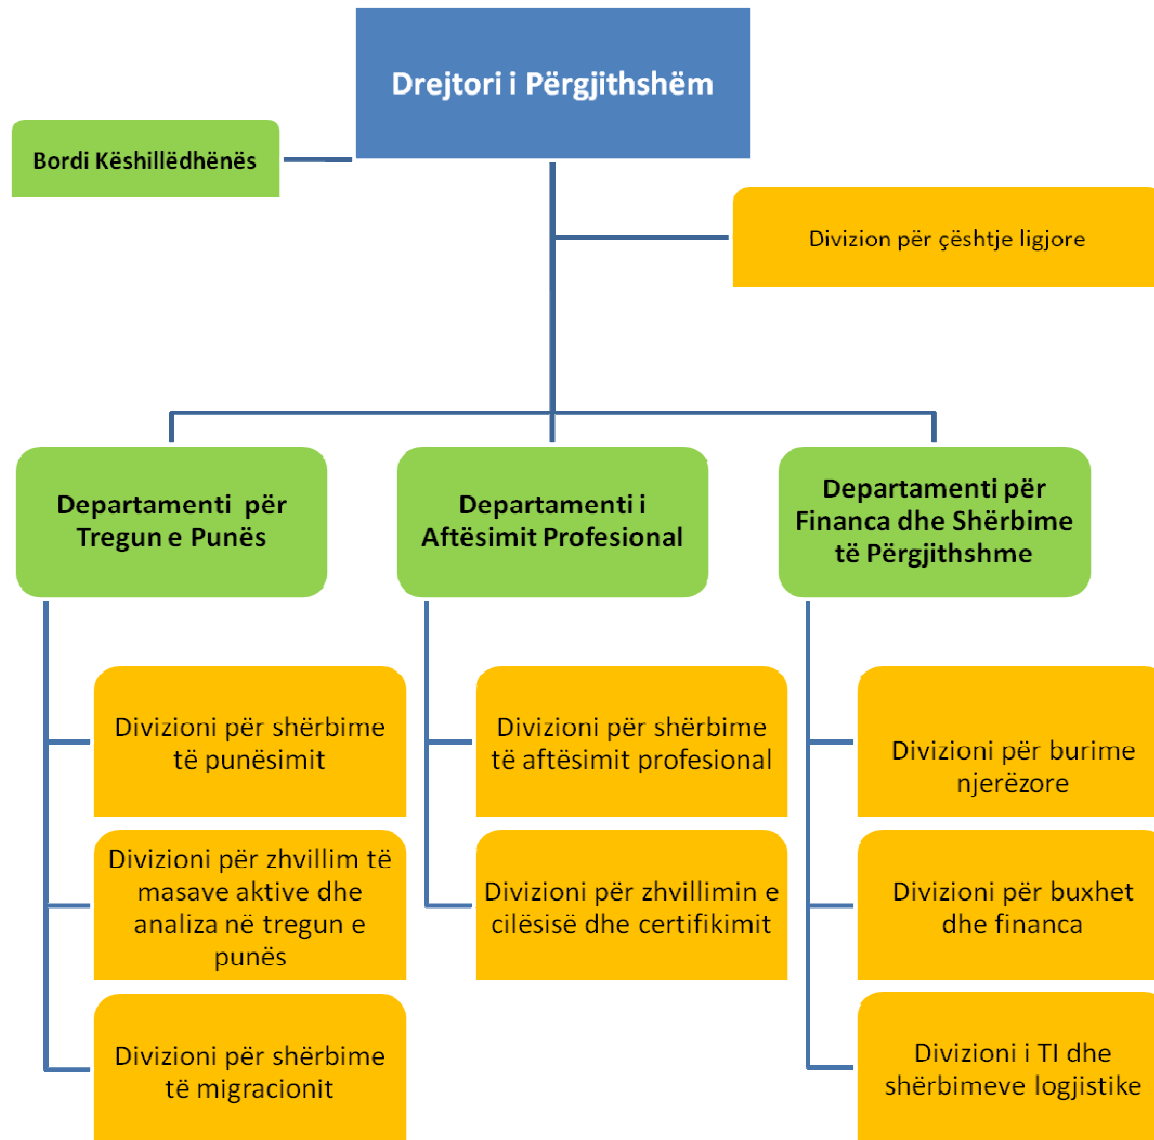 Drejtori i Përgjithshëm
Bordi Këshillëdhënës
Divizion për çështje ligjore
Departamenti për
Tregun e Punës
Departamenti i
Aftësimit Profesional
Departamenti për
Financa dhe Shërbime
të Përgjithshme
Divizioni për shërbime
të punësimit
Divizioni për zhvillim të
masave aktive dhe
analiza në tregun e
punës
Divizioni për shërbime
të migracionit
Divizioni për shërbime
të aftësimit profesional
Divizioni për zhvillimin e
cilësisë dhe certifikimit
Divizioni për burime
njerëzore
Divizioni për buxhet
dhe financa
Divizioni i TI dhe
shërbimeve logjistike